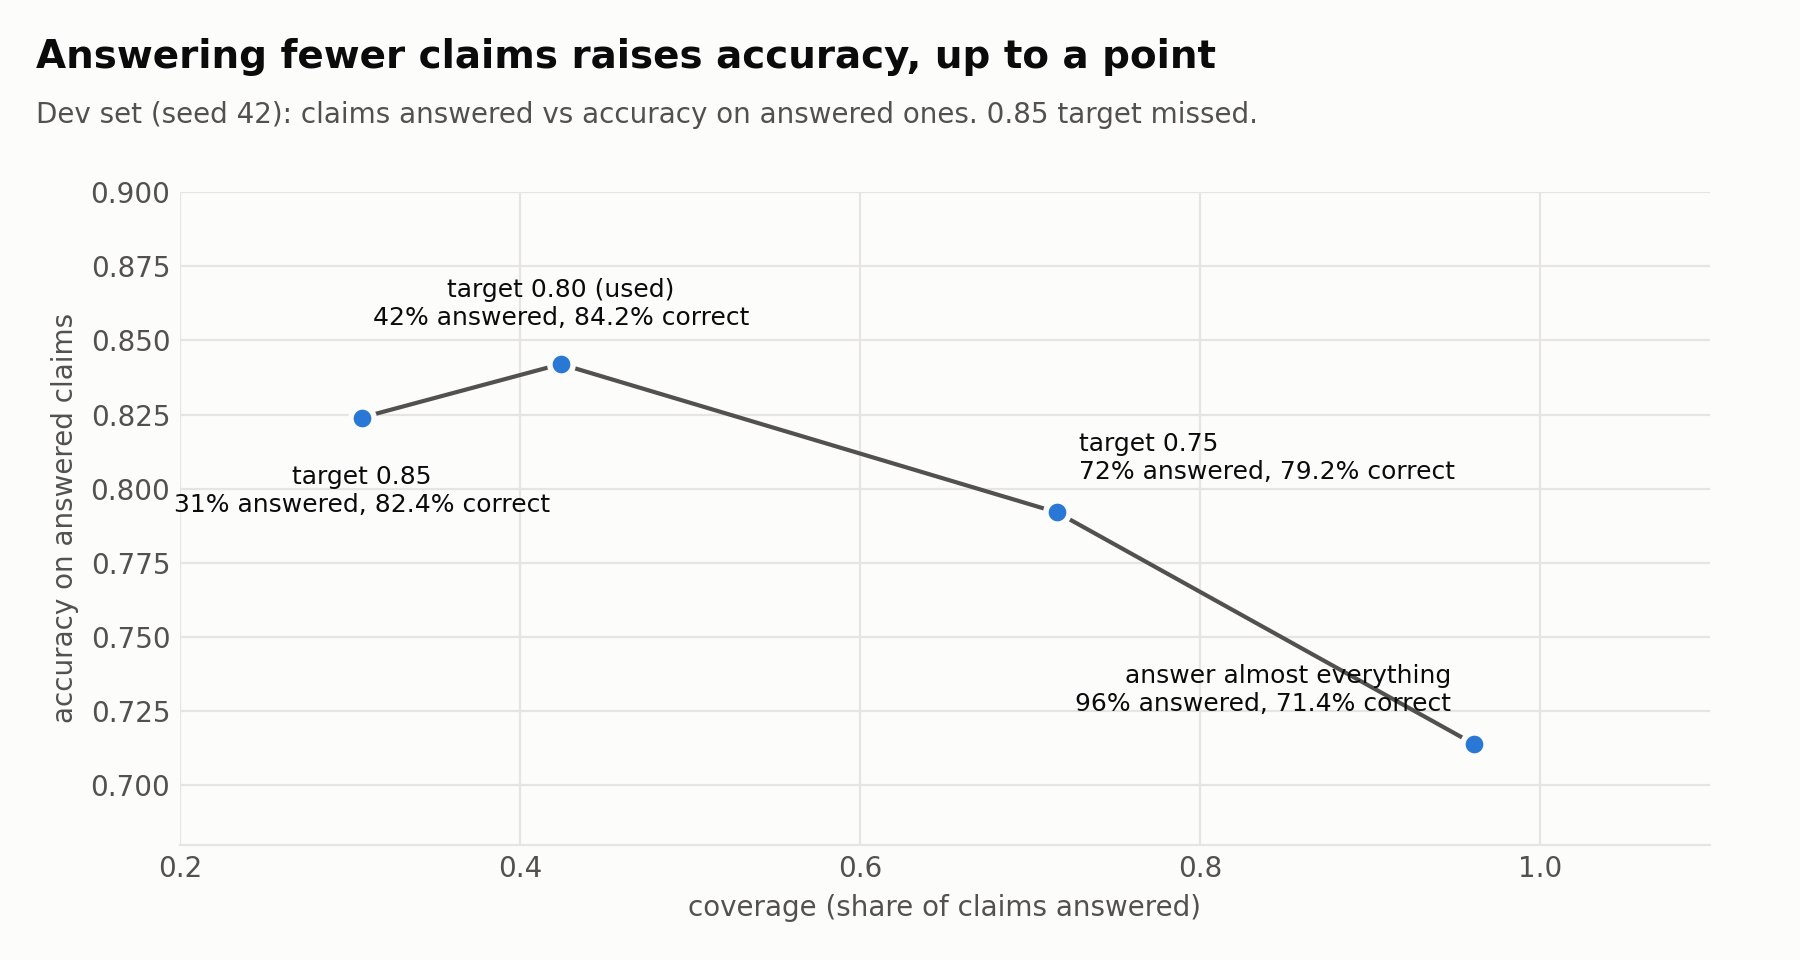 Answering fewer claims raises accuracy, up to a point
Dev set (seed 42): claims answered vs accuracy on answered ones. 0.85 target missed.
accuracy on answered claims
0.900
0.875
0.850
0.825
0.800
0.775
0.750
0.725
0.700
target 0.80 (used)
42% answered, 84.2% correct
target 0.85
31% answered, 82.4% correct
target 0.75
72% answered, 79.2% correct
answer almost everything
96% answered, 71.4% correct
0.2
0.4
0.6
0.8
1.0
coverage (share of claims answered)